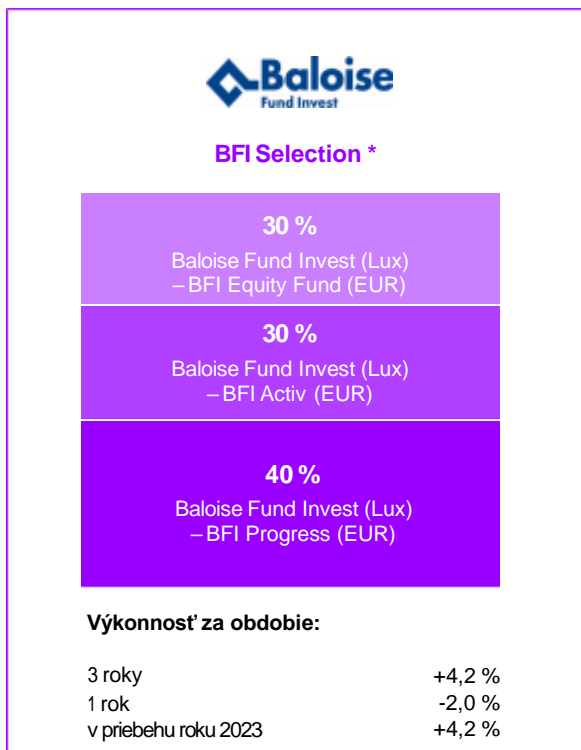 Baloise
Fund Invest
BFI Selection *
30 %
Baloise Fund Invest (Lux)
– BFI Equity Fund (EUR)
30 %
Baloise Fund Invest (Lux)
– BFI Activ (EUR)
40 %
Baloise Fund Invest (Lux)
– BFI Progress (EUR)
Výkonnosť za obdobie:
3 roky +4,2 %
1 rok -2,0 %
v priebehu roku 2023 +4,2 %